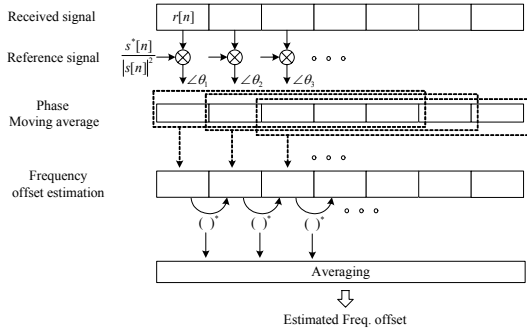 Received signal
r[n]
Reference signal
s*[n]
|s[n]|²
∠θ₁
∠θ₂
∠θ₃
Phase
Moving average
Frequency
offset estimation
( )*
( )*
( )*
Averaging
Estimated Freq. offset